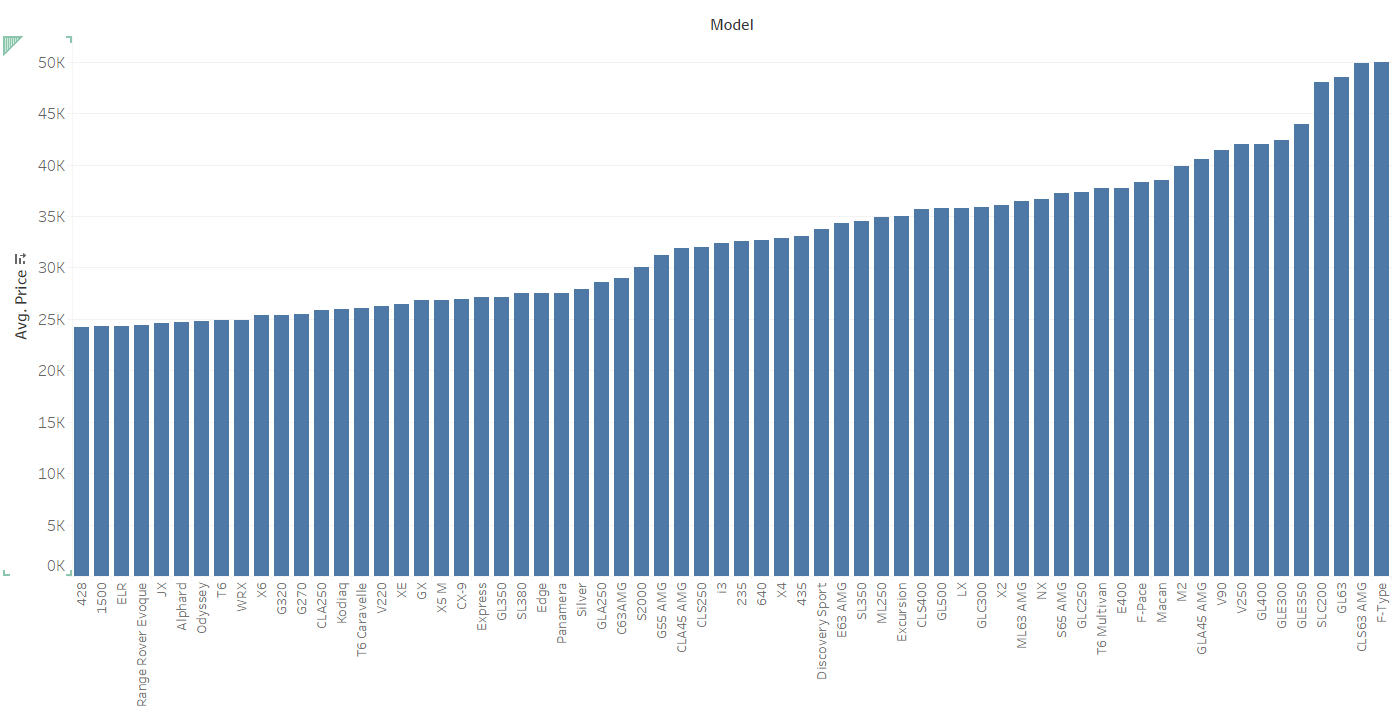 Model
Avg. Price
50K
45K
40K
35K
30K
25K
20K
15K
10K
5K
0K
428
1500
ELR
Range Rover Evoque
JX
Alphard
Odyssey
T6
WRX
X6
G320
G270
CLA250
Kodiaq
T6 Caravelle
V220
XE
GX
X5 M
CX-9
Express
GL350
SL380
Edge
Panamera
Silver
GLA250
C63AMG
S2000
G55 AMG
CLA45 AMG
CLS250
i3
235
640
X4
435
Discovery Sport
E63 AMG
SL350
ML250
Excursion
CLS400
GL500
LX
GLC300
X2
ML63 AMG
NX
S65 AMG
GLC250
T6 Multivan
E400
F-Pace
Macan
M2
GLA45 AMG
V90
V250
GL400
GLE300
GLE350
SLC200
GL63
CLS63 AMG
F-Type